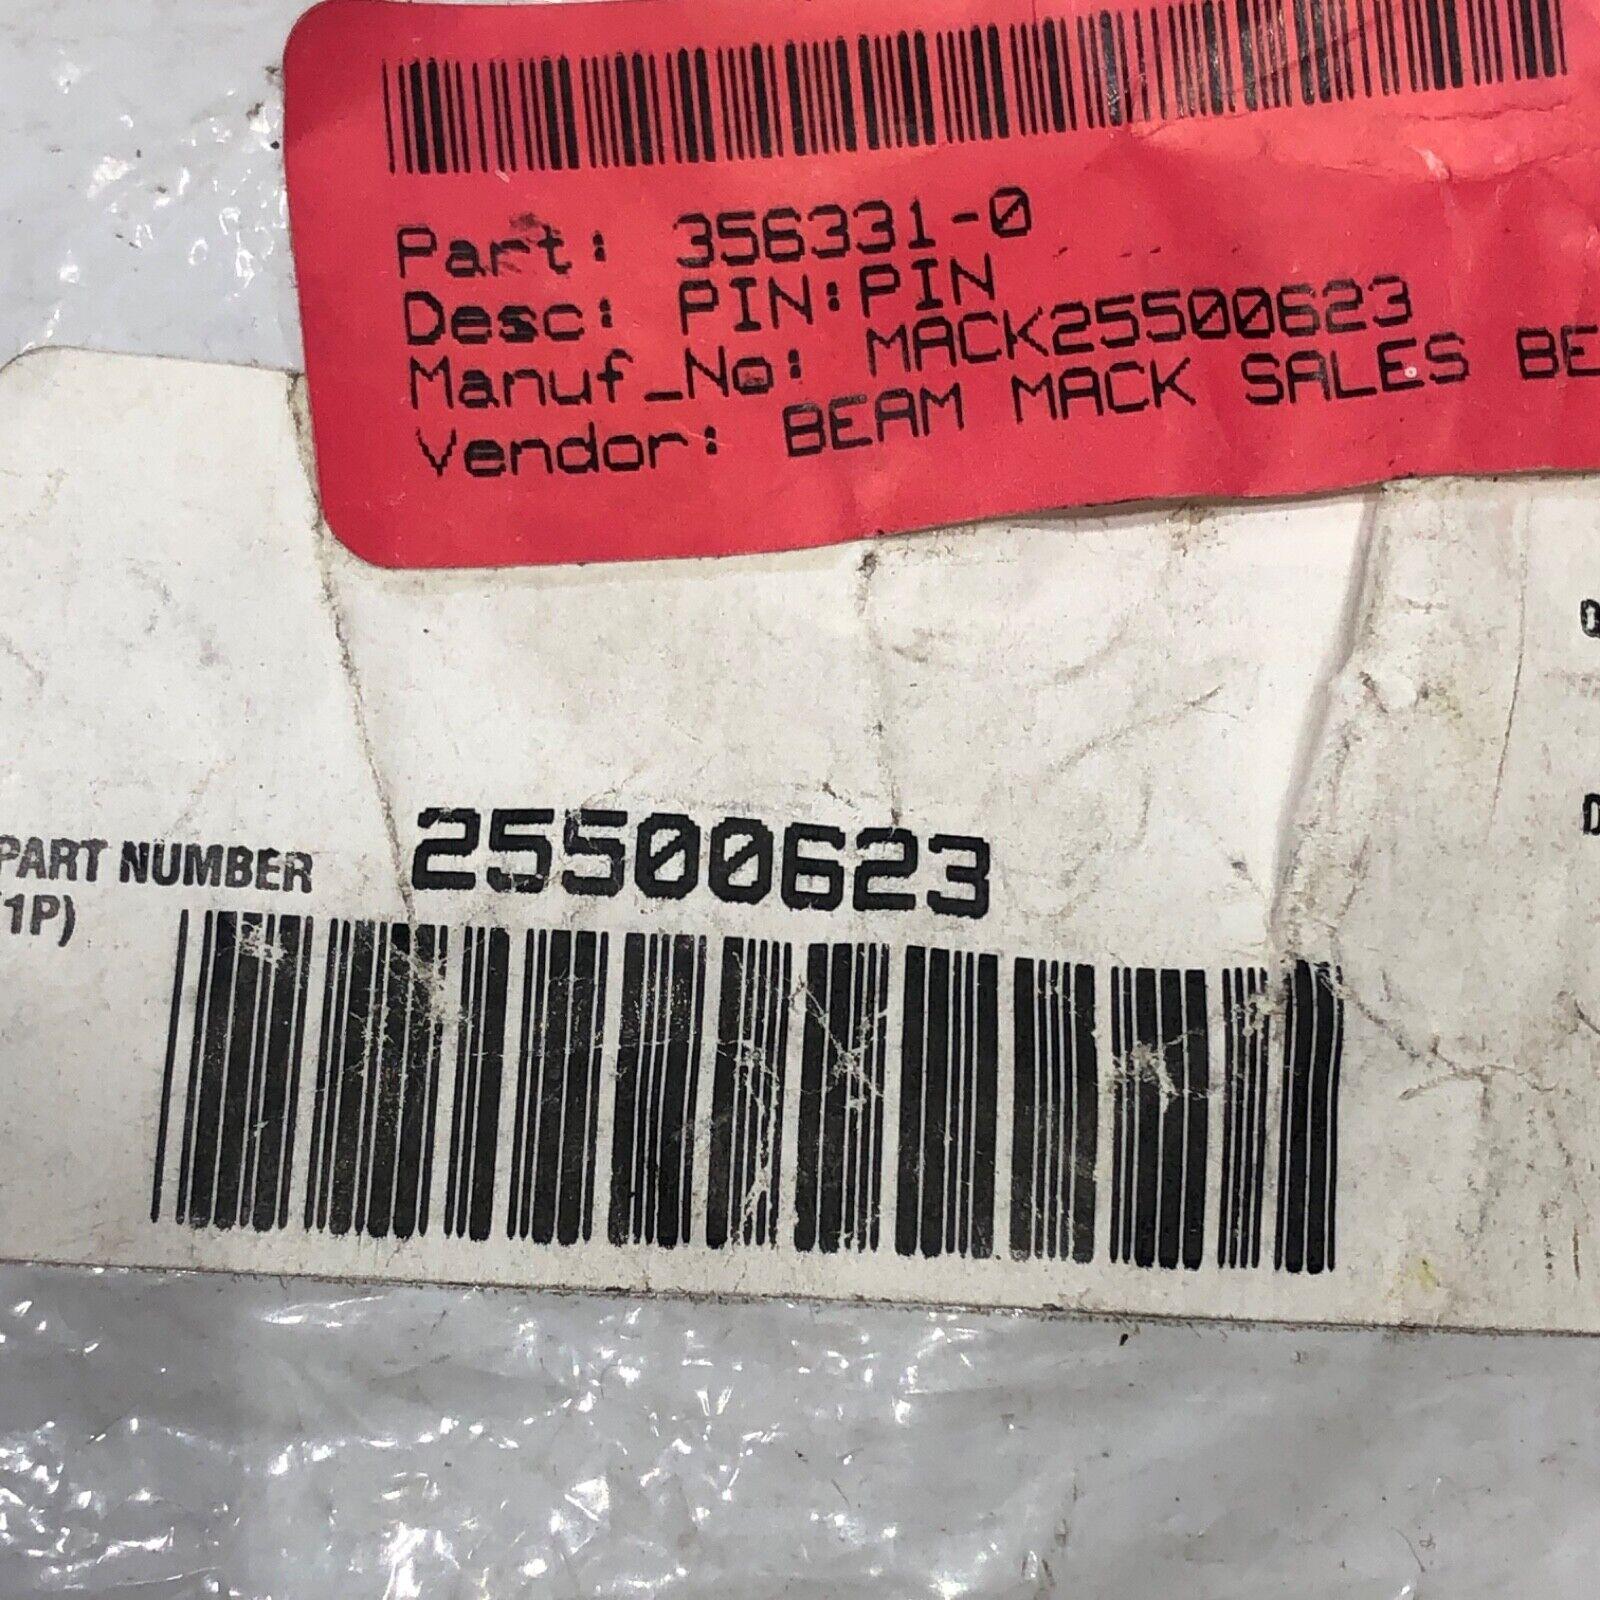 Part: 356331-0
Desc: PIN:PIN
Manuf_No: MACK25500623
Vendor: BEAM MACK SALES BE
PART NUMBER 25500623
(1P)